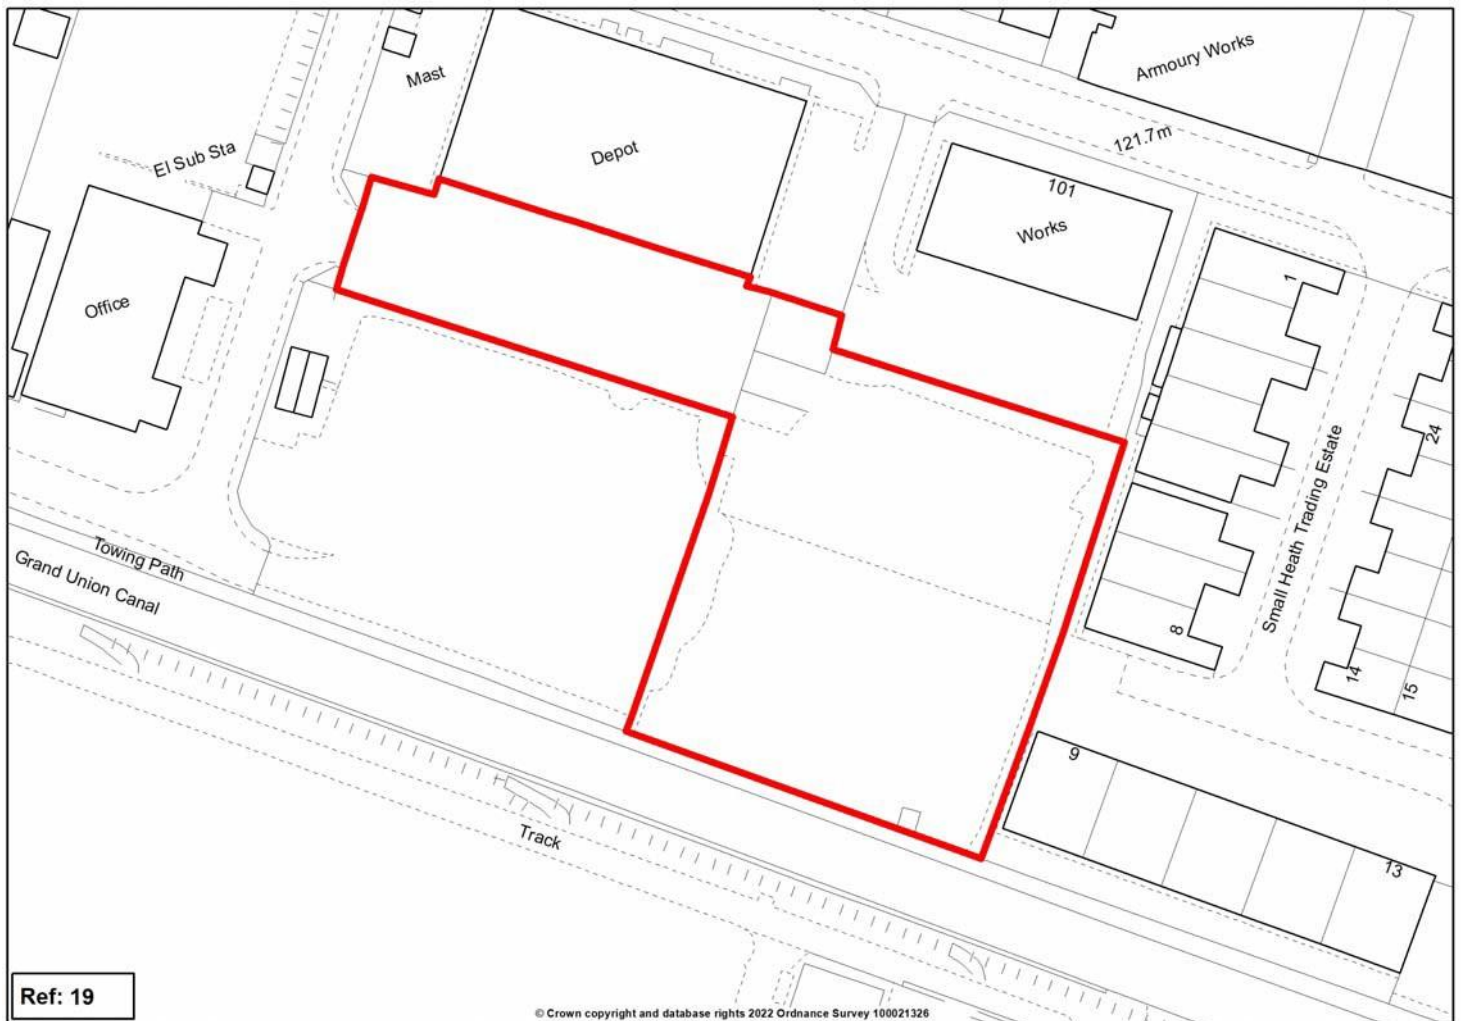 Armoury Works
Mast
121.7m
El Sub Sta
Depot
101
Works
Office
1
24
Small Heath Trading Estate
Towing Path
Grand Union Canal
8
14
15
9
Track
13
Ref: 19
© Crown copyright and database rights 2022 Ordnance Survey 100021326